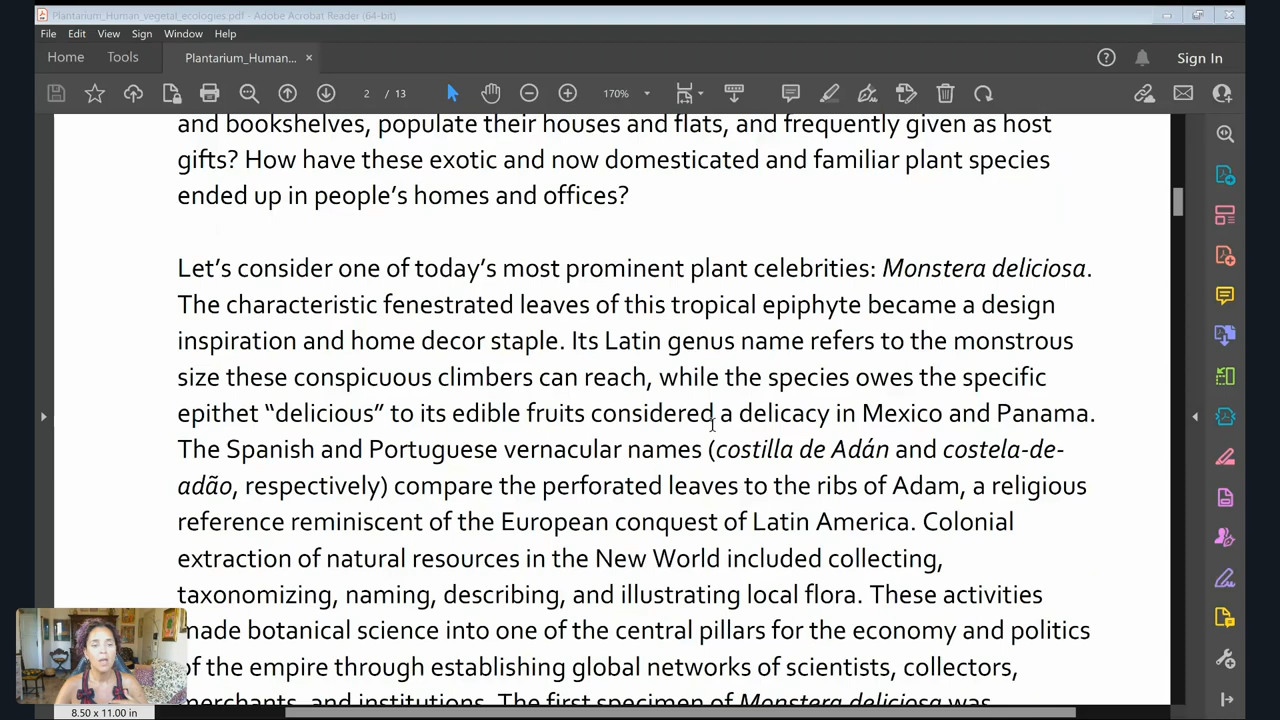 Plantarium_Human_vegetal_ecologies.pdf - Adobe Acrobat Reader (64-bit)
File Edit View Sign Window Help
Home Tools Plantarium_Human... × Sign In
2 / 13 170%
and bookshelves, populate their houses and flats, and frequently given as host
gifts? How have these exotic and now domesticated and familiar plant species
ended up in people’s homes and offices?
Let’s consider one of today’s most prominent plant celebrities: Monstera deliciosa.
The characteristic fenestrated leaves of this tropical epiphyte became a design
inspiration and home decor staple. Its Latin genus name refers to the monstrous
size these conspicuous climbers can reach, while the species owes the specific
epithet “delicious” to its edible fruits considered a delicacy in Mexico and Panama.
The Spanish and Portuguese vernacular names (costilla de Adán and costela-de-
adão, respectively) compare the perforated leaves to the ribs of Adam, a religious
reference reminiscent of the European conquest of Latin America. Colonial
extraction of natural resources in the New World included collecting,
taxonomizing, naming, describing, and illustrating local flora. These activities
made botanical science into one of the central pillars for the economy and politics
of the empire through establishing global networks of scientists, collectors,
merchants, and institutions. The first specimen of Monstera deliciosa was
8.50 x 11.00 in